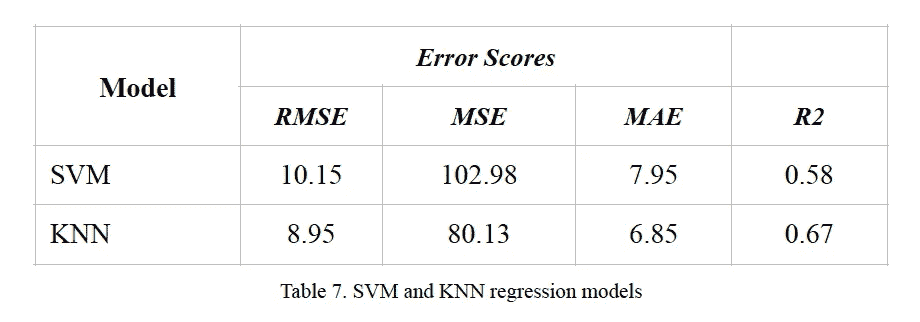 Model Error Scores
RMSE MSE MAE R2
SVM 10.15 102.98 7.95 0.58
KNN 8.95 80.13 6.85 0.67
Table 7. SVM and KNN regression models